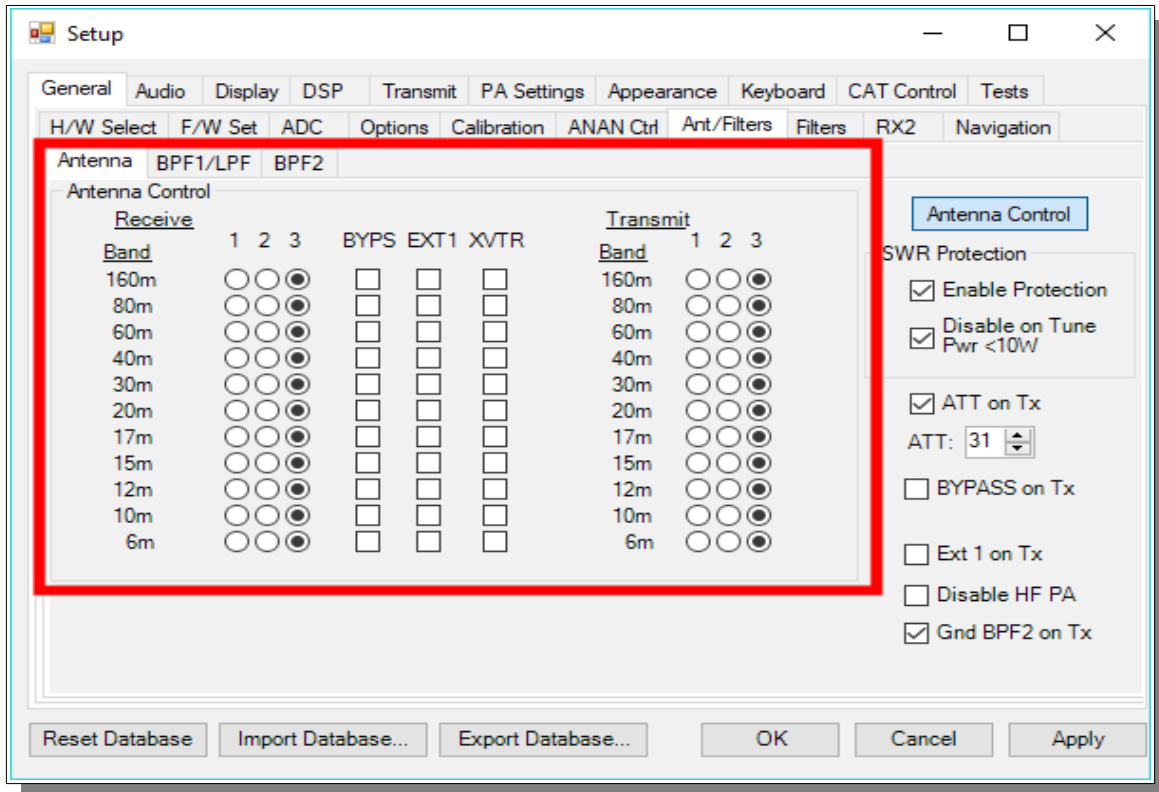 Setup
General Audio Display DSP Transmit PA Settings Appearance Keyboard CAT Control Tests
H/W Select F/W Set ADC Options Calibration ANAN Ctrl Ant/Filters Filters RX2 Navigation
Antenna BPF1/LPF BPF2
Antenna Control
Receive Transmit
1 2 3 BYPS EXT1 XVTR 1 2 3
Band Band
160m 160m
80m 80m
60m 60m
40m 40m
30m 30m
20m 20m
17m 17m
15m 15m
12m 12m
10m 10m
6m 6m
Antenna Control
SWR Protection
Enable Protection
Disable on Tune
Pwr <10W
ATT on Tx
ATT: 31
BYPASS on Tx
Ext 1 on Tx
Disable HF PA
Gnd BPF2 on Tx
Reset Database Import Database... Export Database... OK Cancel Apply